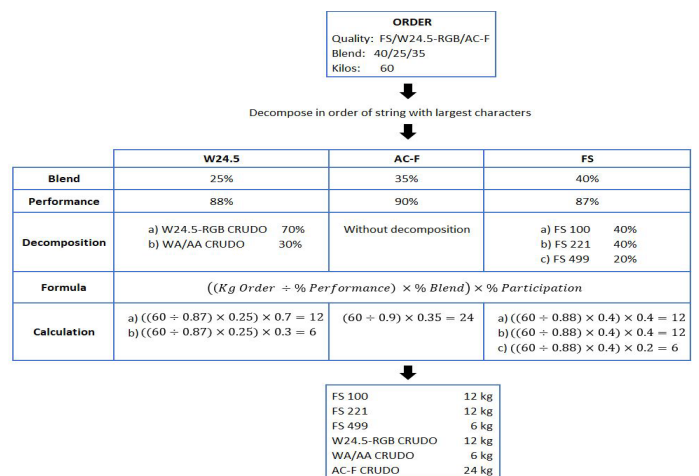 ORDER
Quality: FS/W24.5-RGB/AC-F
Blend: 40/25/35
Kilos: 60
Decompose in order of string with largest characters
W24.5 AC-F FS
Blend 25% 35% 40%
Performance 88% 90% 87%
Decomposition
a) W24.5-RGB CRUDO 70%
b) WA/AA CRUDO 30%
Without decomposition
a) FS 100 40%
b) FS 221 40%
c) FS 499 20%
Formula ((Kg Order ÷ % Performance) × % Blend) × % Participation
Calculation
a) ((60 ÷ 0.87) × 0.25) × 0.7 = 12
b) ((60 ÷ 0.87) × 0.25) × 0.3 = 6
(60 ÷ 0.9) × 0.35 = 24
a) ((60 ÷ 0.88) × 0.4) × 0.4 = 12
b) ((60 ÷ 0.88) × 0.4) × 0.4 = 12
c) ((60 ÷ 0.88) × 0.4) × 0.2 = 6
FS 100 12 kg
FS 221 12 kg
FS 499 6 kg
W24.5-RGB CRUDO 12 kg
WA/AA CRUDO 6 kg
AC-F CRUDO 24 kg